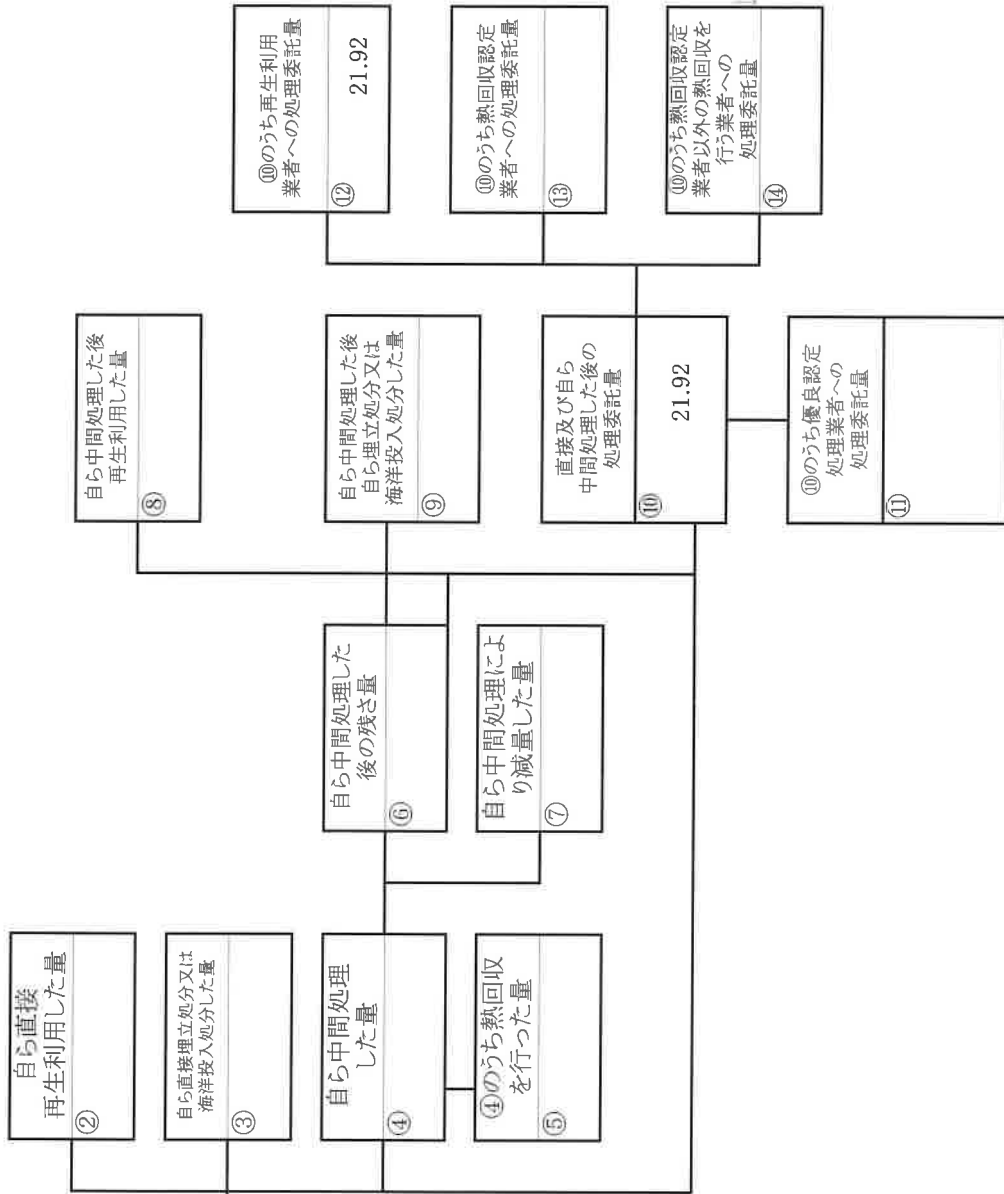 自ら直接
再生利用した量
②
自ら直接埋立処分又は
海洋投入処分した量
③
自ら中間処理
した量
④
④のうち熱回収
を行った量
⑤
自ら中間処理した
後の残さ量
⑥
自ら中間処理によ
り減量した量
⑦
自ら中間処理した後
再生利用した量
⑧
自ら中間処理した後
自ら埋立処分又は
海洋投入処分した量
⑨
直接及び自ら
中間処理した後の
処理委託量
⑩
21.92
⑩のうち優良認定
処理業者への
処理委託量
⑪
⑩のうち再生利用
業者への処理委託量
⑫
21.92
⑩のうち熱回収認定
業者への処理委託量
⑬
⑩のうち熱回収認定
業者以外の熱回収を
行う業者への
処理委託量
⑭